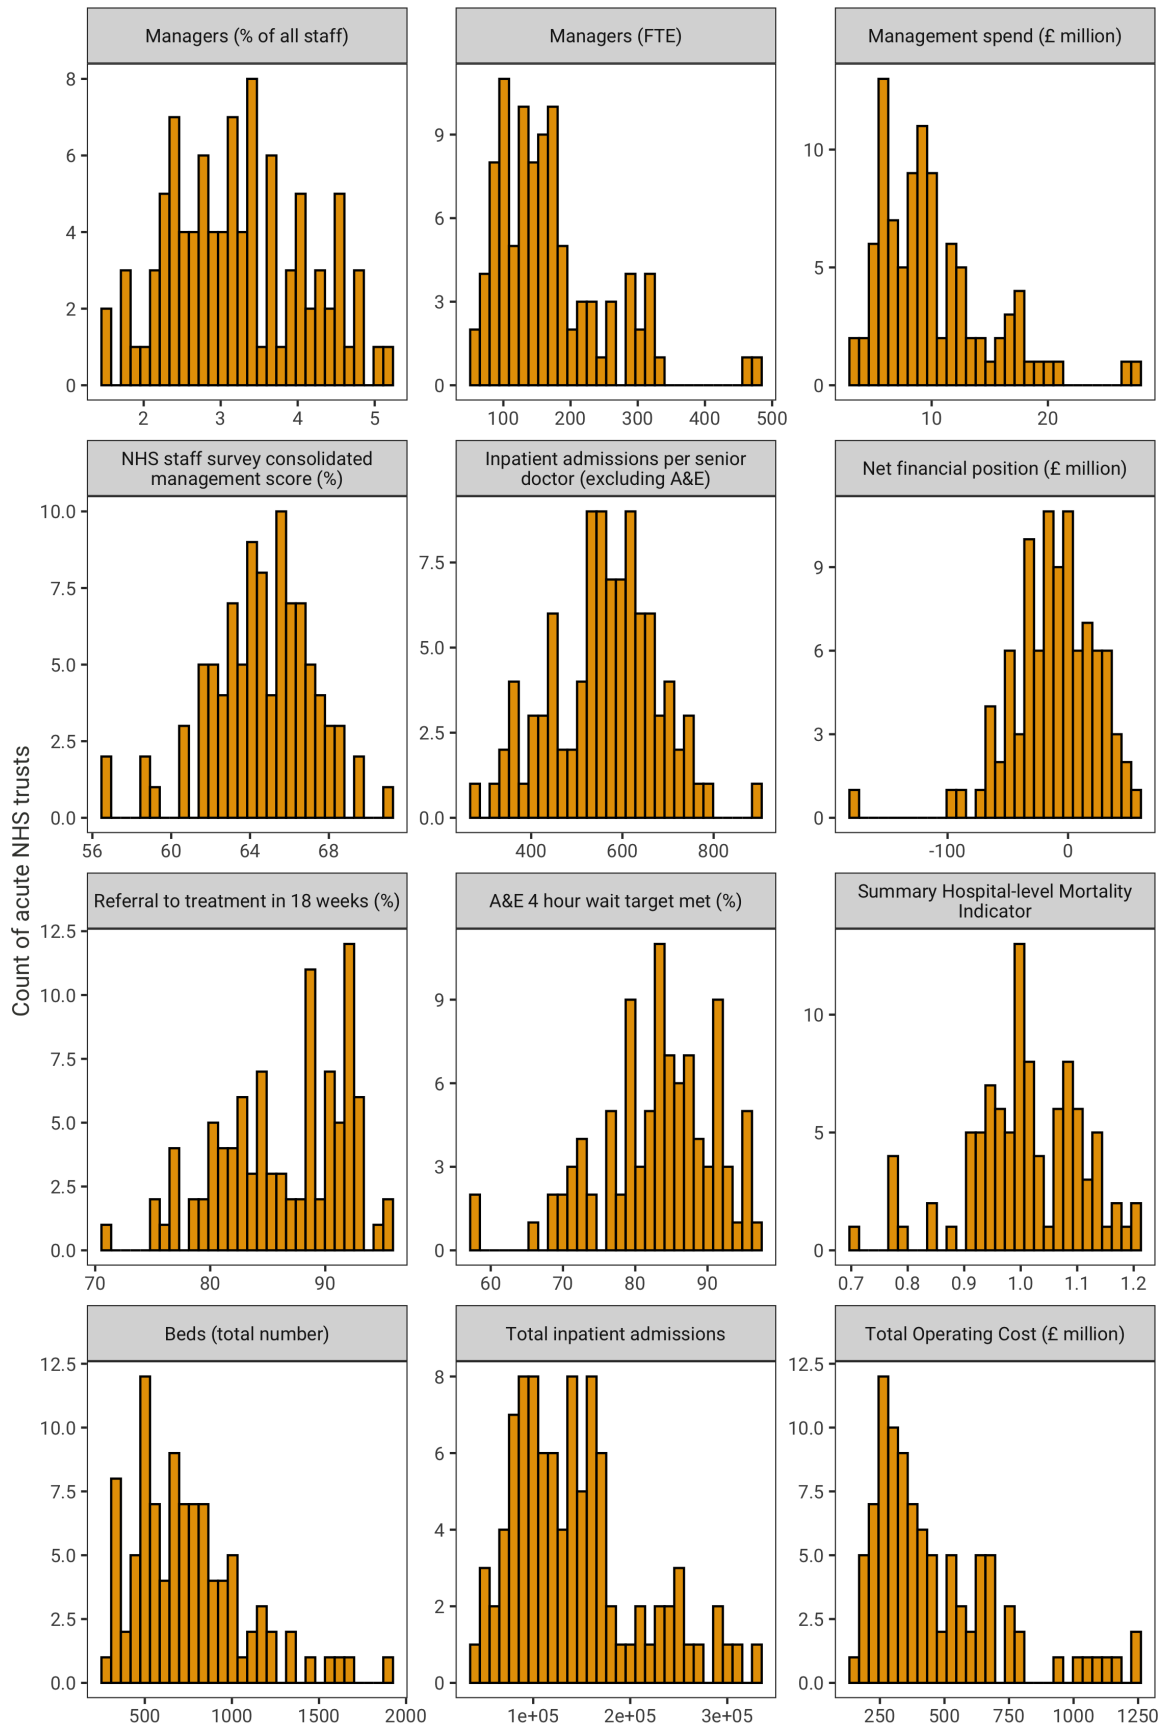 Managers (% of all staff)
Managers (FTE)
Management spend (£ million)
8
6
4
2
0
2 3 4 5
9
6
3
0
100 200 300 400 500
10
5
0
10 20
NHS staff survey consolidated
management score (%)
Inpatient admissions per senior
doctor (excluding A&E)
Net financial position (£ million)
10.0
7.5
5.0
2.5
0.0
56 60 64 68
7.5
5.0
2.5
0.0
400 600 800
9
6
3
0
-100 0
Count of acute NHS trusts
Referral to treatment in 18 weeks (%)
A&E 4 hour wait target met (%)
Summary Hospital-level Mortality
Indicator
12.5
10.0
7.5
5.0
2.5
0.0
70 80 90
9
6
3
0
60 70 80 90
10
5
0
0.7 0.8 0.9 1.0 1.1 1.2
Beds (total number)
Total inpatient admissions
Total Operating Cost (£ million)
12.5
10.0
7.5
5.0
2.5
0.0
500 1000 1500 2000
8
6
4
2
0
1e+05 2e+05 3e+05
12.5
10.0
7.5
5.0
2.5
0.0
250 500 750 1000 1250